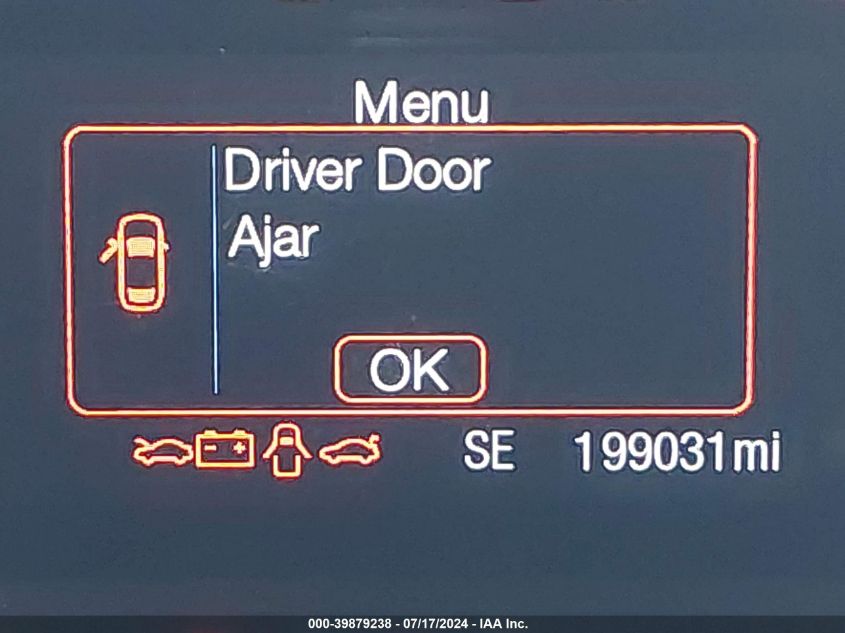 Menu
Driver Door
Ajar
OK
SE 199031mi
000-39879238 - 07/17/2024 - IAA Inc.